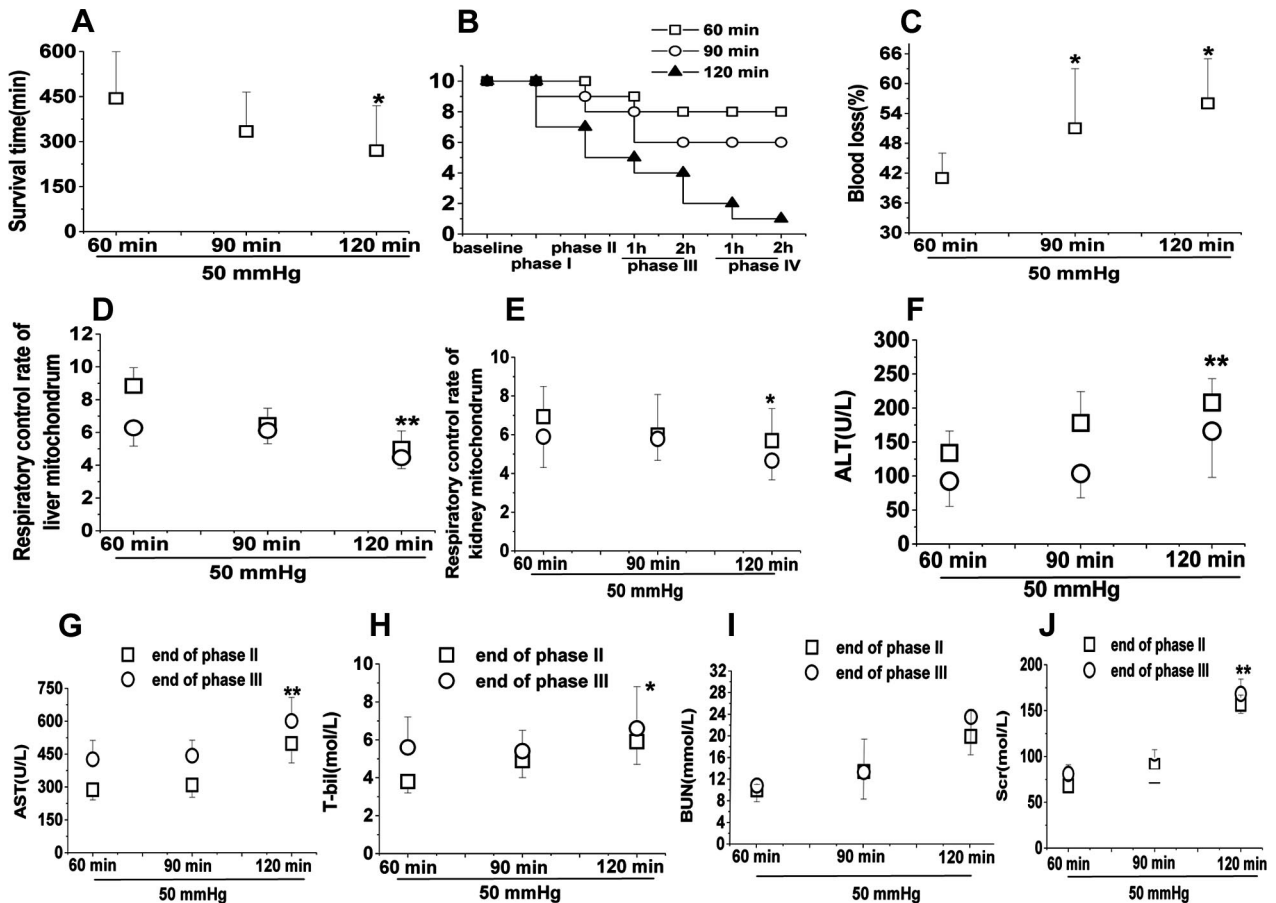 A
Survival time(min)
600
450
300
150
0
*
60 min
90 min
120 min
50 mmHg
B
60 min
90 min
120 min
10
8
6
4
2
0
baseline
phase I
phase II
1h
2h
phase III
1h
2h
phase IV
C
Blood loss(%)
66
60
54
48
42
36
30
*
*
60 min
90 min
120 min
50 mmHg
D
Respiratory control rate of
liver mitochondrum
12
10
8
6
4
2
0
**
60 min
90 min
120 min
50 mmHg
E
Respiratory control rate of
kidney mitochondrum
10
8
6
4
2
0
*
60 min
90 min
120 min
50 mmHg
F
ALT(U/L)
300
250
200
150
100
50
0
**
60 min
90 min
120 min
50 mmHg
G
end of phase II
end of phase III
AST(U/L)
750
600
450
300
150
0
**
60 min
90 min
120 min
50 mmHg
H
end of phase II
end of phase III
T-bil(mol/L)
10
8
6
4
2
0
*
60 min
90 min
120 min
50 mmHg
I
end of phase II
end of phase III
BUN(mmol/L)
32
28
24
20
16
12
8
4
0
60 min
90 min
120 min
50 mmHg
J
end of phase II
end of phase III
Scr(mol/L)
200
150
100
50
0
**
60 min
90 min
120 min
50 mmHg